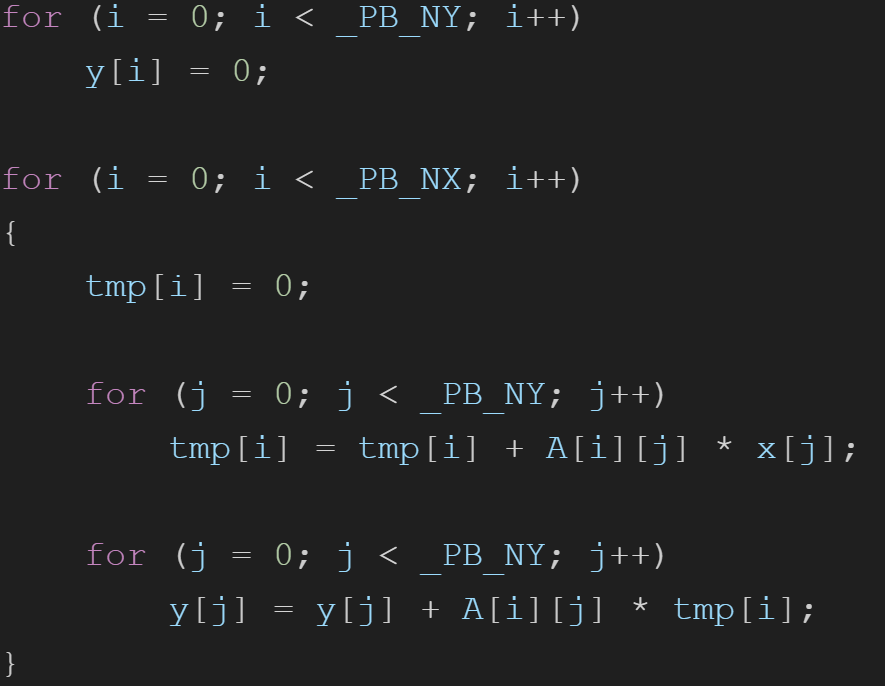 for (i = 0; i < _PB_NY; i++)
    y[i] = 0;

for (i = 0; i < _PB_NX; i++)
{
    tmp[i] = 0;

    for (j = 0; j < _PB_NY; j++)
        tmp[i] = tmp[i] + A[i][j] * x[j];

    for (j = 0; j < _PB_NY; j++)
        y[j] = y[j] + A[i][j] * tmp[i];
}